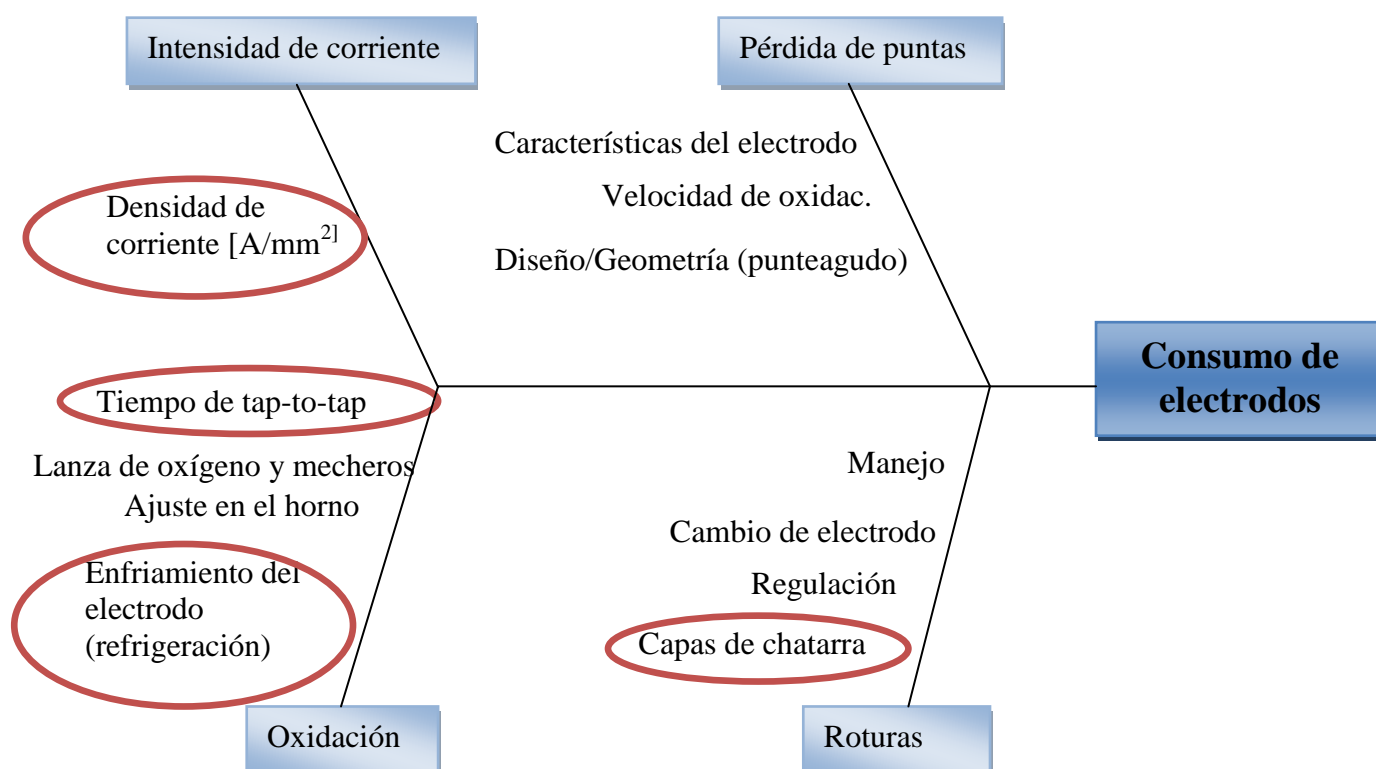 Intensidad de corriente
Pérdida de puntas
Características del electrodo
Velocidad de oxidac.
Densidad de
corriente [A/mm²]
Diseño/Geometría (punteagudo)
Consumo de
electrodos
Tiempo de tap-to-tap
Lanza de oxígeno y mecheros
Ajuste en el horno
Manejo
Cambio de electrodo
Enfriamiento del
electrodo
(refrigeración)
Regulación
Capas de chatarra
Oxidación
Roturas